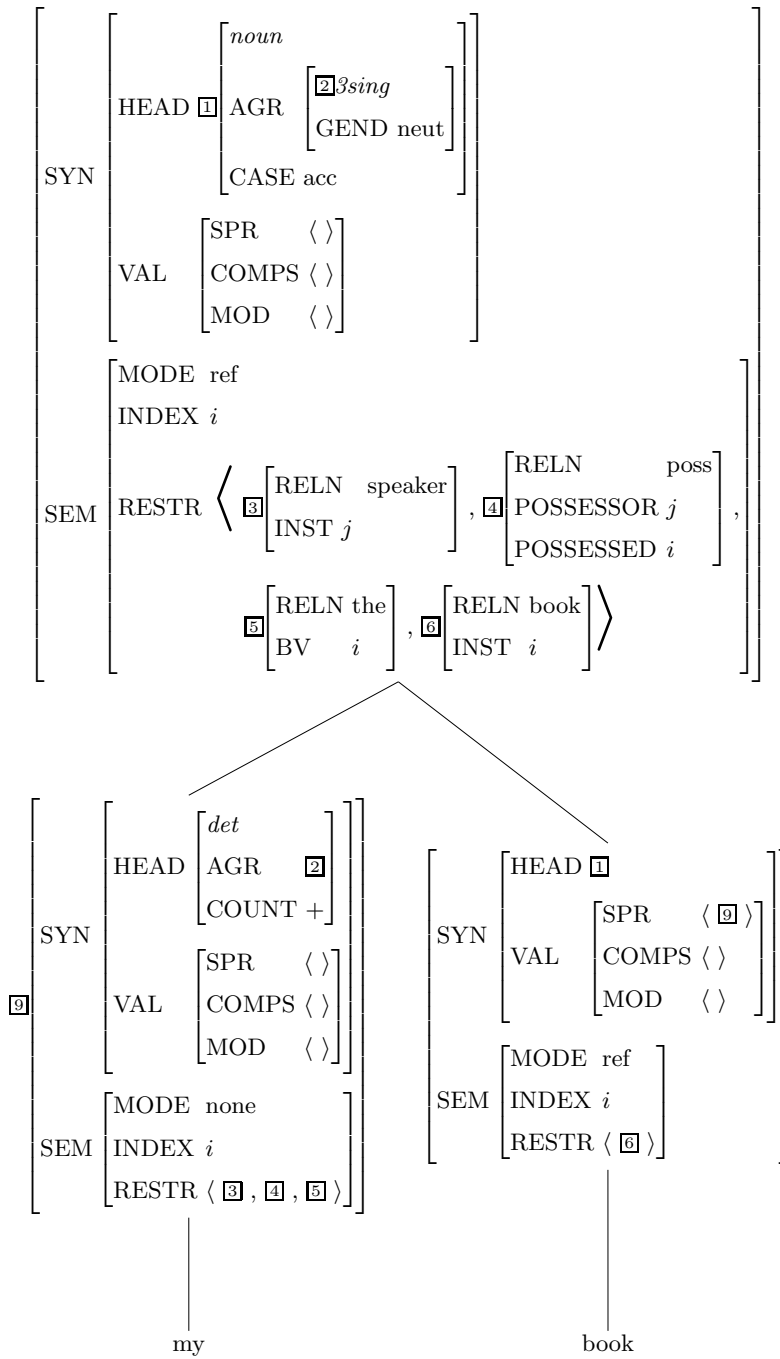 noun
2 3sing
HEAD 1 AGR
GEND neut
CASE acc
SYN
SPR ⟨ ⟩
VAL COMPS ⟨ ⟩
MOD ⟨ ⟩
MODE ref
INDEX i
RELN poss
RELN speaker
SEM RESTR ⟨ 3 , 4 POSSESSOR j ,
INST j
POSSESSED i
RELN the RELN book
5 , 6 ⟩
BV i INST i
det
HEAD AGR 2
COUNT +
SYN
SPR ⟨ ⟩
VAL COMPS ⟨ ⟩
MOD ⟨ ⟩
9
MODE none
SEM INDEX i
RESTR ⟨ 3 , 4 , 5 ⟩
HEAD 1
SPR ⟨ 9 ⟩
SYN
VAL COMPS ⟨ ⟩
MOD ⟨ ⟩
MODE ref
SEM INDEX i
RESTR ⟨ 6 ⟩
my book